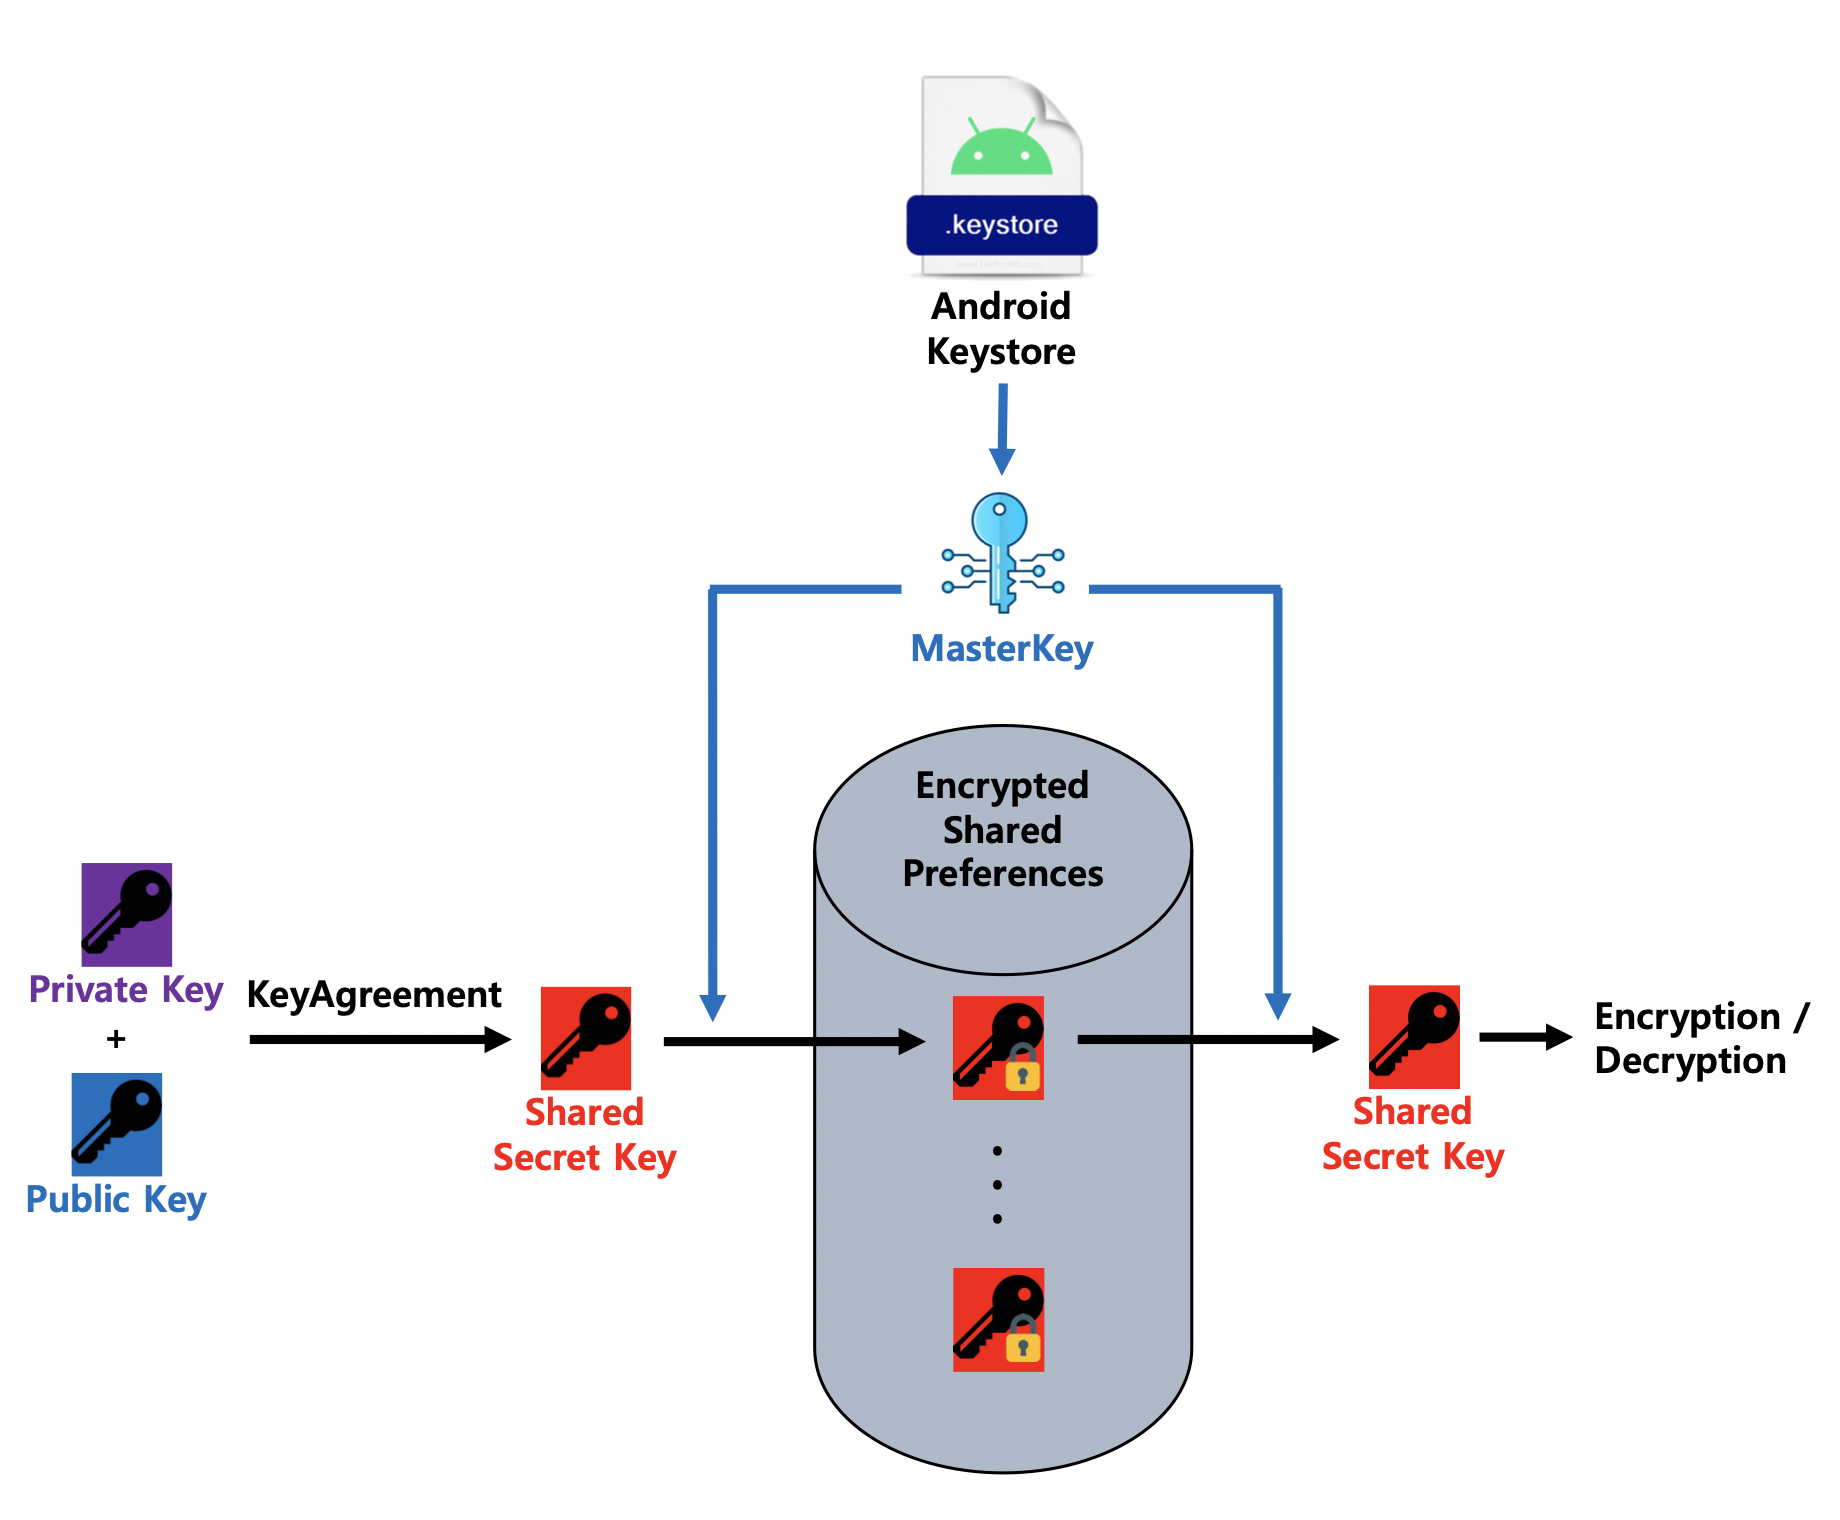 .keystore
Android
Keystore
MasterKey
Encrypted
Shared
Preferences
Private Key
+
Public Key
KeyAgreement
Shared
Secret Key
Shared
Secret Key
Encryption /
Decryption